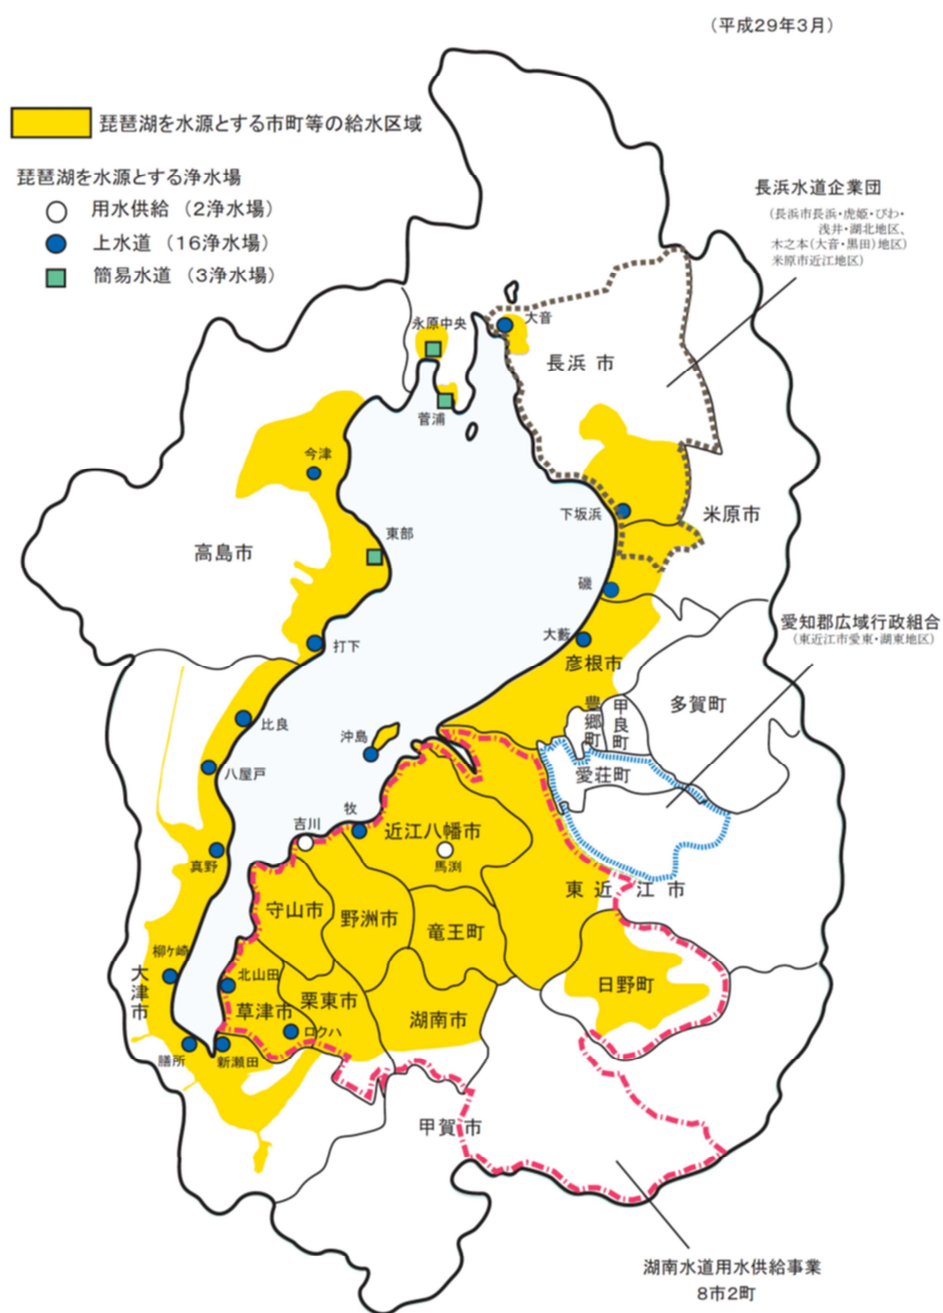 （平成29年3月）
琵琶湖を水源とする市町等の給水区域
琵琶湖を水源とする浄水場
用水供給（2浄水場）
上水道（16浄水場）
簡易水道（3浄水場）
長浜水道企業団
（長浜市長浜・虎姫・びわ・
浅井・湖北地区、
木之本（大音・黒田）地区）
米原市近江地区）
永原中央
大音
長浜市
菅浦
今津
下坂浜
米原市
東部
高島市
磯
愛知郡広域行政組合
（東近江市愛東・湖東地区）
大薮
打下
彦根市
多賀町
豊郷町
甲良町
比良
沖島
八屋戸
愛荘町
牧
吉川
近江八幡市
馬渕
真野
東近江市
守山市
野洲市
竜王町
柳ヶ崎
大津市
北山田
日野町
草津市
栗東市
湖南市
ロクハ
膳所
新瀬田
甲賀市
湖南水道用水供給事業
8市2町